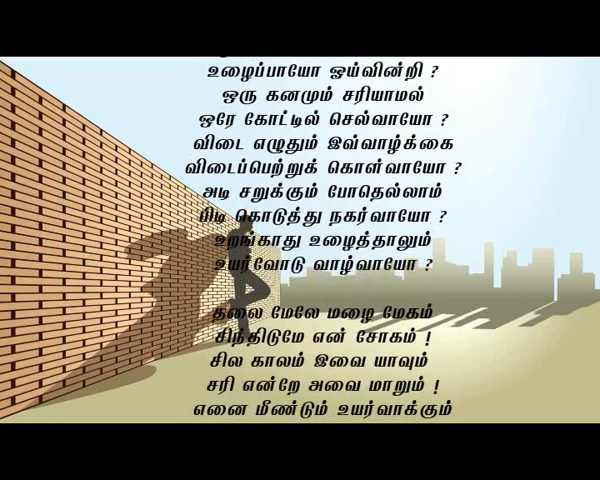 உழைப்பாயோ ஓய்வின்றி ?
ஒரு கனமும் சரியாமல்
ஒரே கோட்டில் செல்வாயோ ?
விடை எழுதும் இவ்வாழ்க்கை
விடைப்பெற்றுக் கொள்வாயோ ?
அடி சறுக்கும் போதெல்லாம்
பிடி கொடுத்து நகர்வாயோ ?
உறங்காது உழைத்தாலும்
உயர்வோடு வாழ்வாயோ ?
தலை மேலே மழை மேகம்
சிந்திடுமே என் சோகம் !
சில காலம் இவை யாவும்
சரி என்றே அவை மாறும் !
எனை மீண்டும் உயர்வாக்கும்